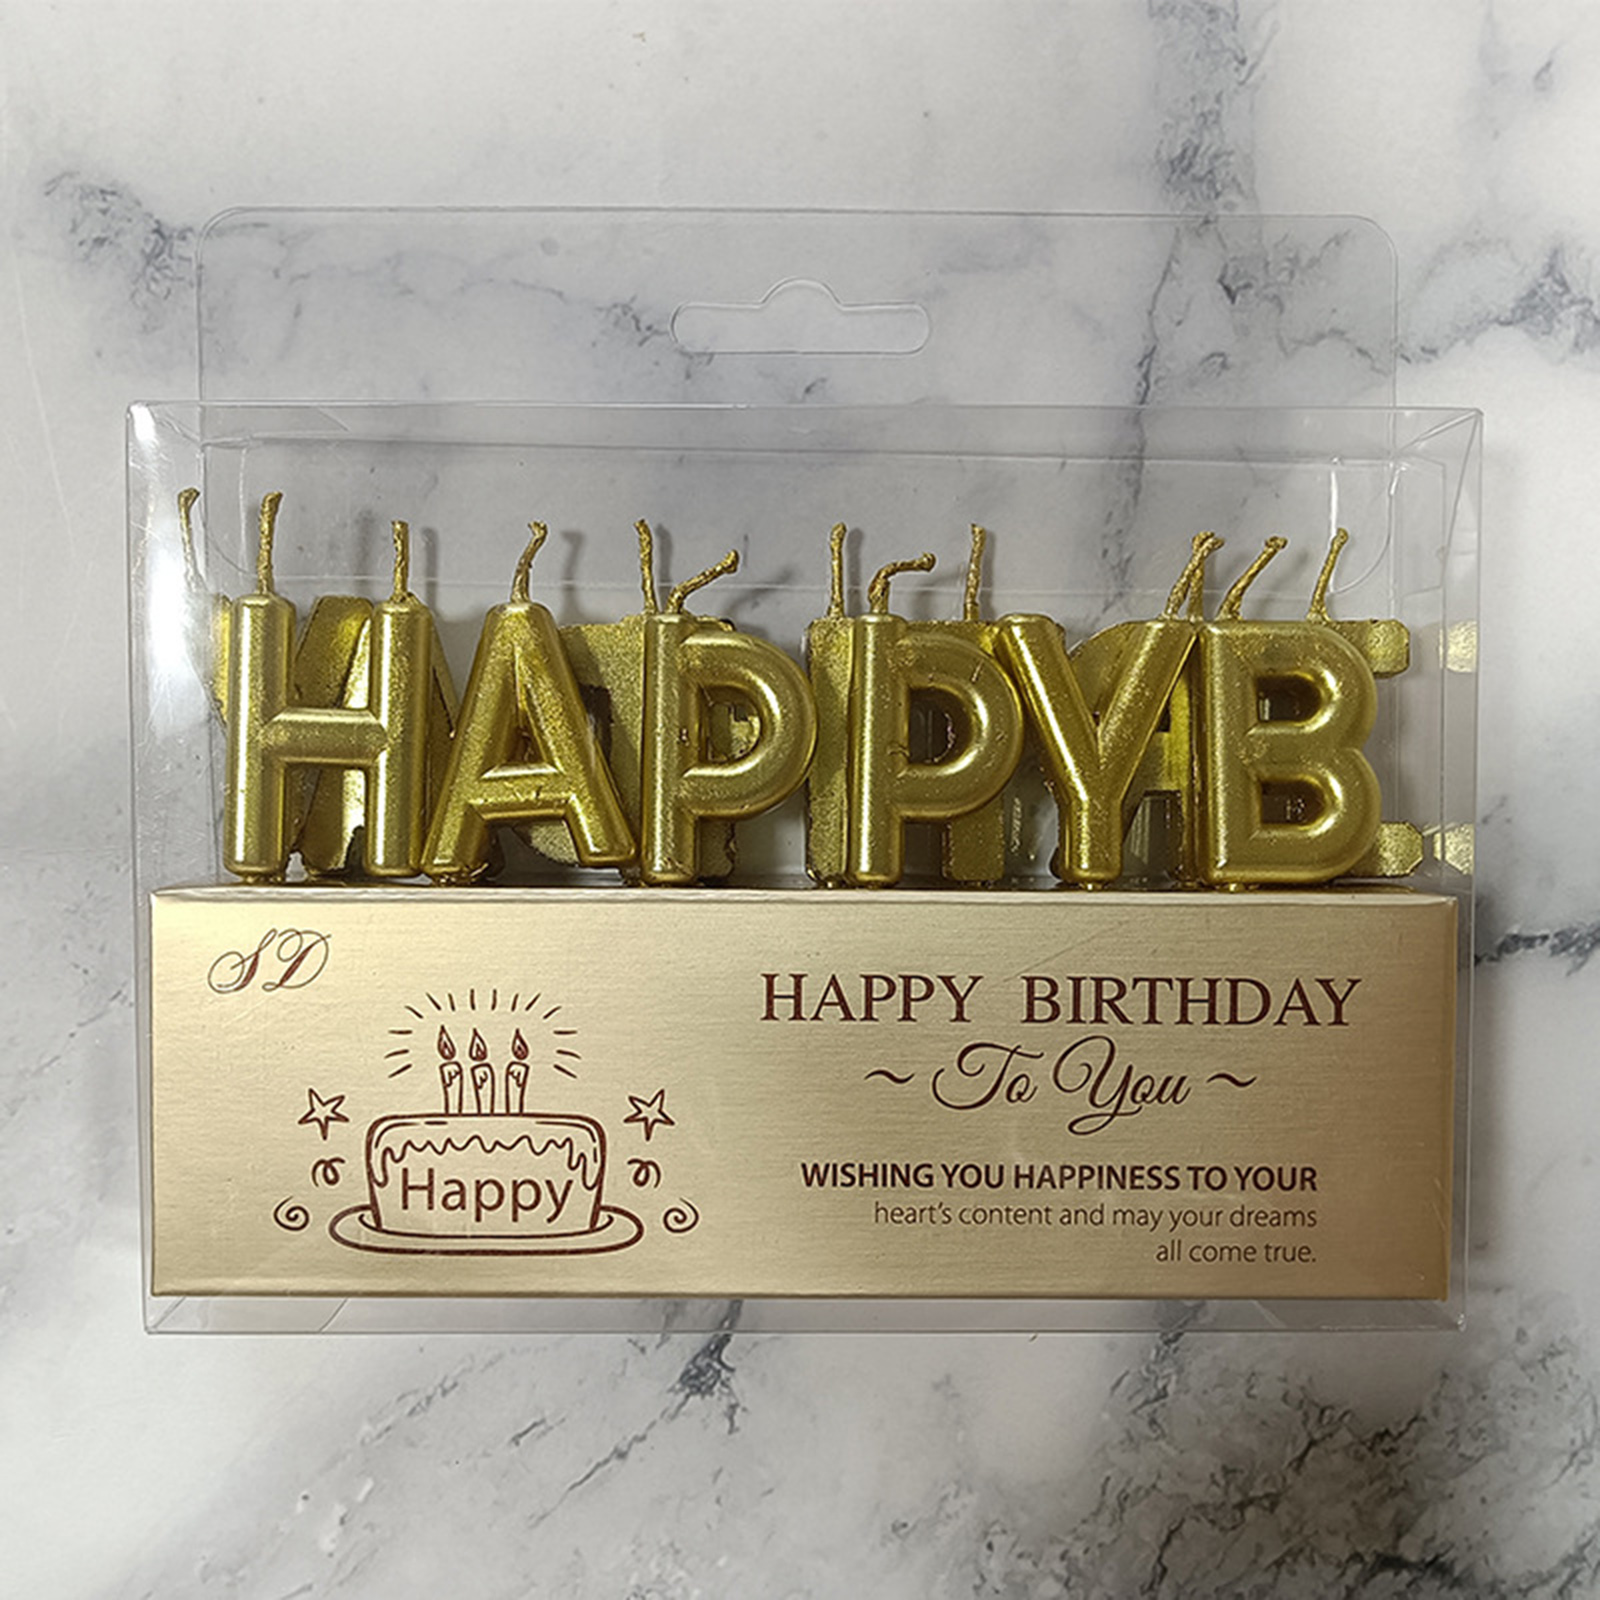 HAPPYB
SD
Happy
HAPPY BIRTHDAY
~ To You ~
WISHING YOU HAPPINESS TO YOUR
heart's content and may your dreams
all come true.